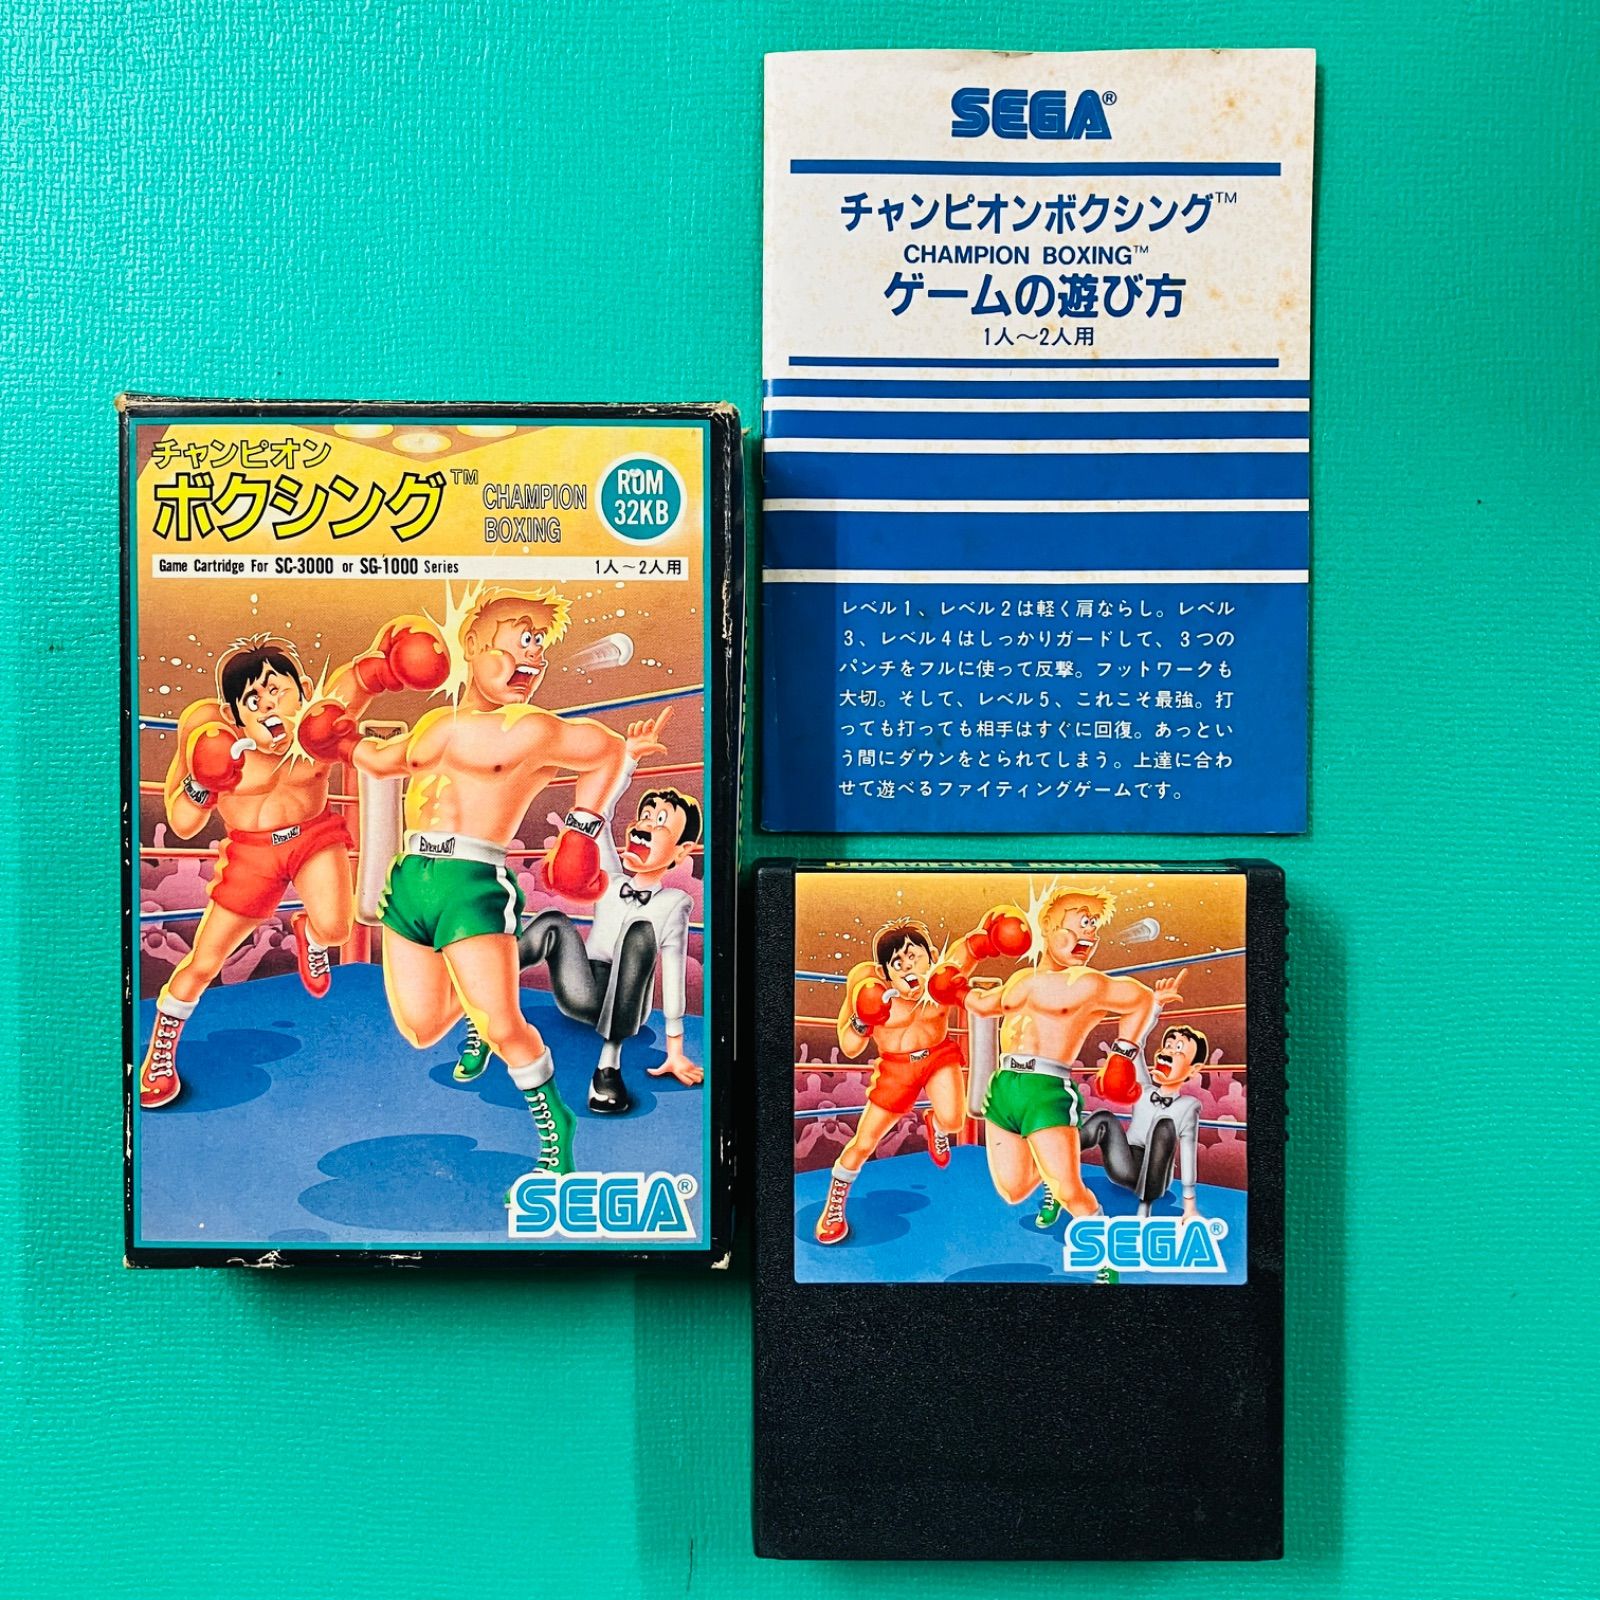 SEGA®
チャンピオンボクシング™
CHAMPION BOXING™
ゲームの遊び方
1人～2人用
レベル1、レベル2は軽く肩ならし。レベル
3、レベル4はしっかりガードして、3つの
パンチをフルに使って反撃。フットワークも
大切。そして、レベル5、これこそ最強。打
っても打っても相手はすぐに回復。あっとい
う間にダウンをとられてしまう。上達に合わ
せて遊べるファイティングゲームです。
チャンピオン
ボクシング™
CHAMPION
BOXING
ROM
32KB
Game Cartridge For SC-3000 or SG-1000 Series
1人～2人用
EVERLAST
EVERLAST
EVERLAST
EVERLAST
SEGA®
CHAMPION BOXING
EVERLAST
EVERLAST
EVERLAST
SEGA®